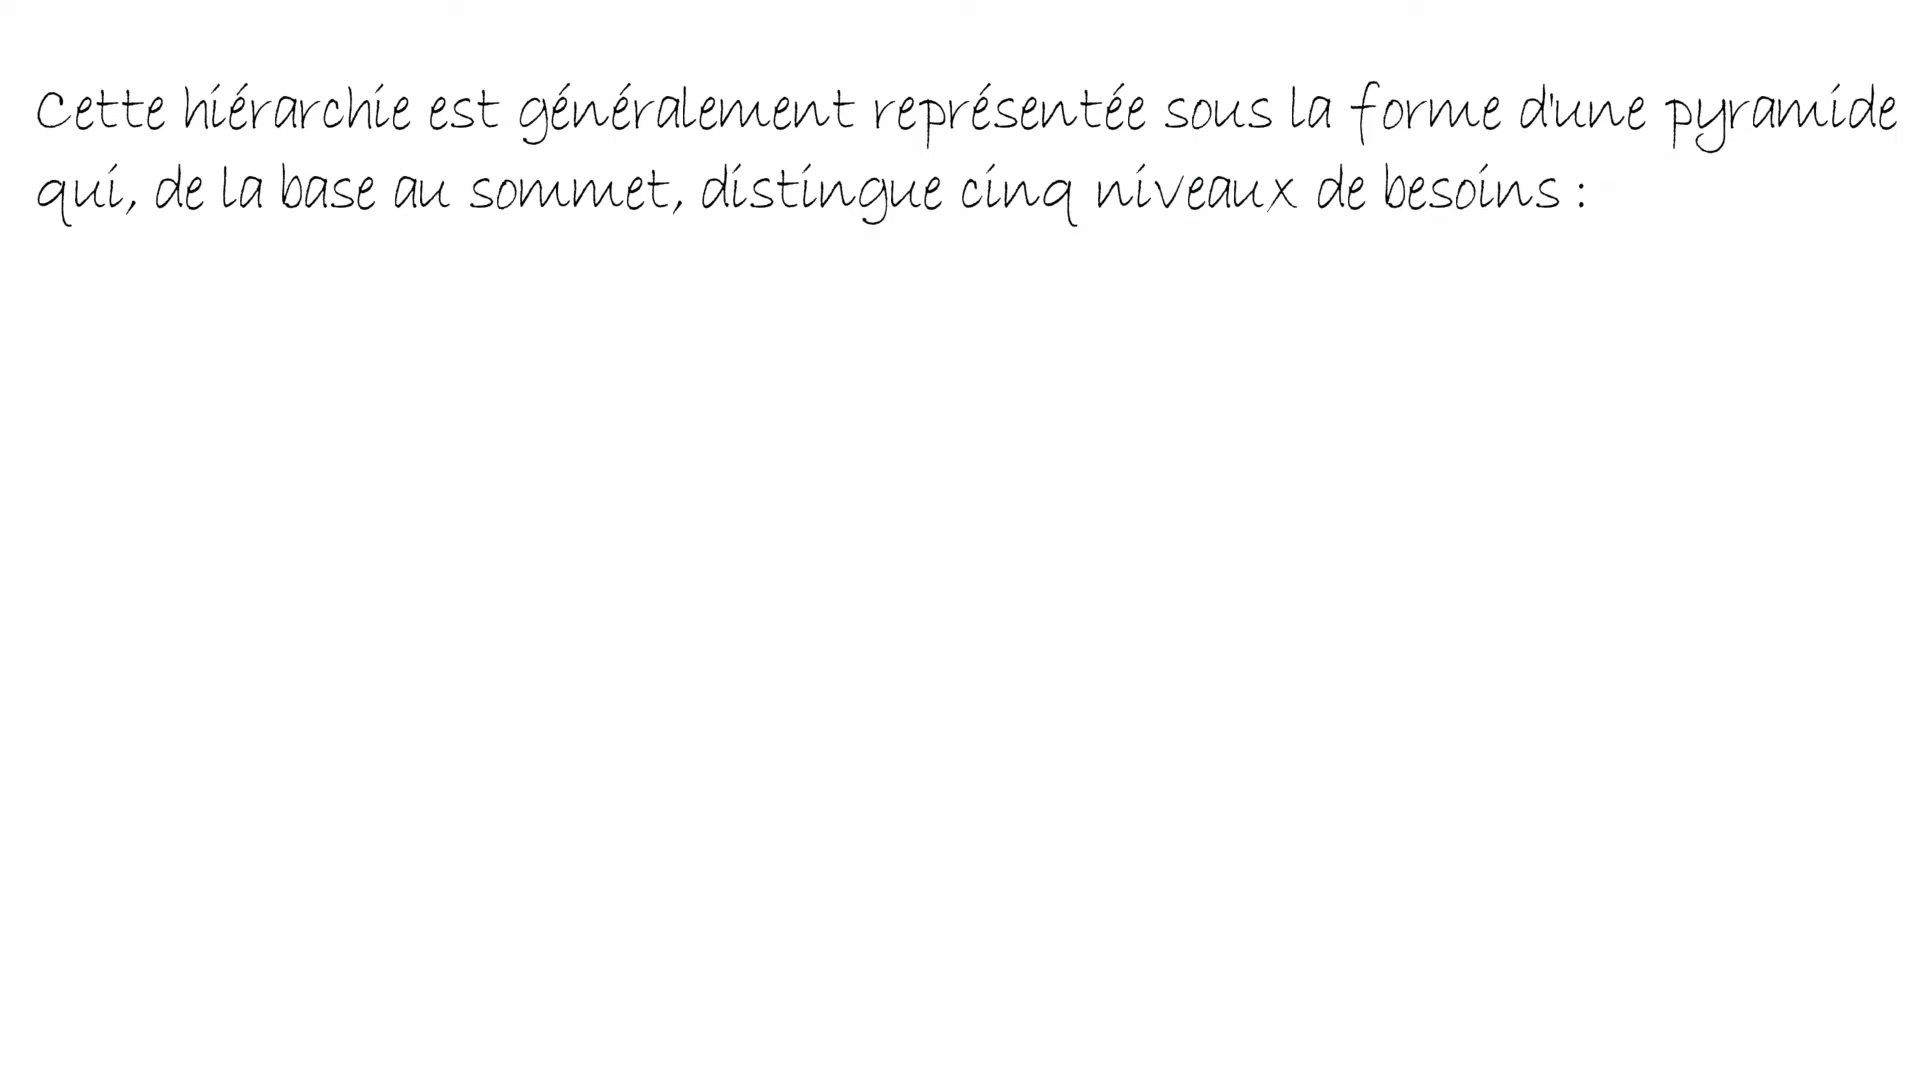 Cette hiérarchie est généralement représentée sous la forme d'une pyramide
qui, de la base au sommet, distingue cinq niveaux de besoins :